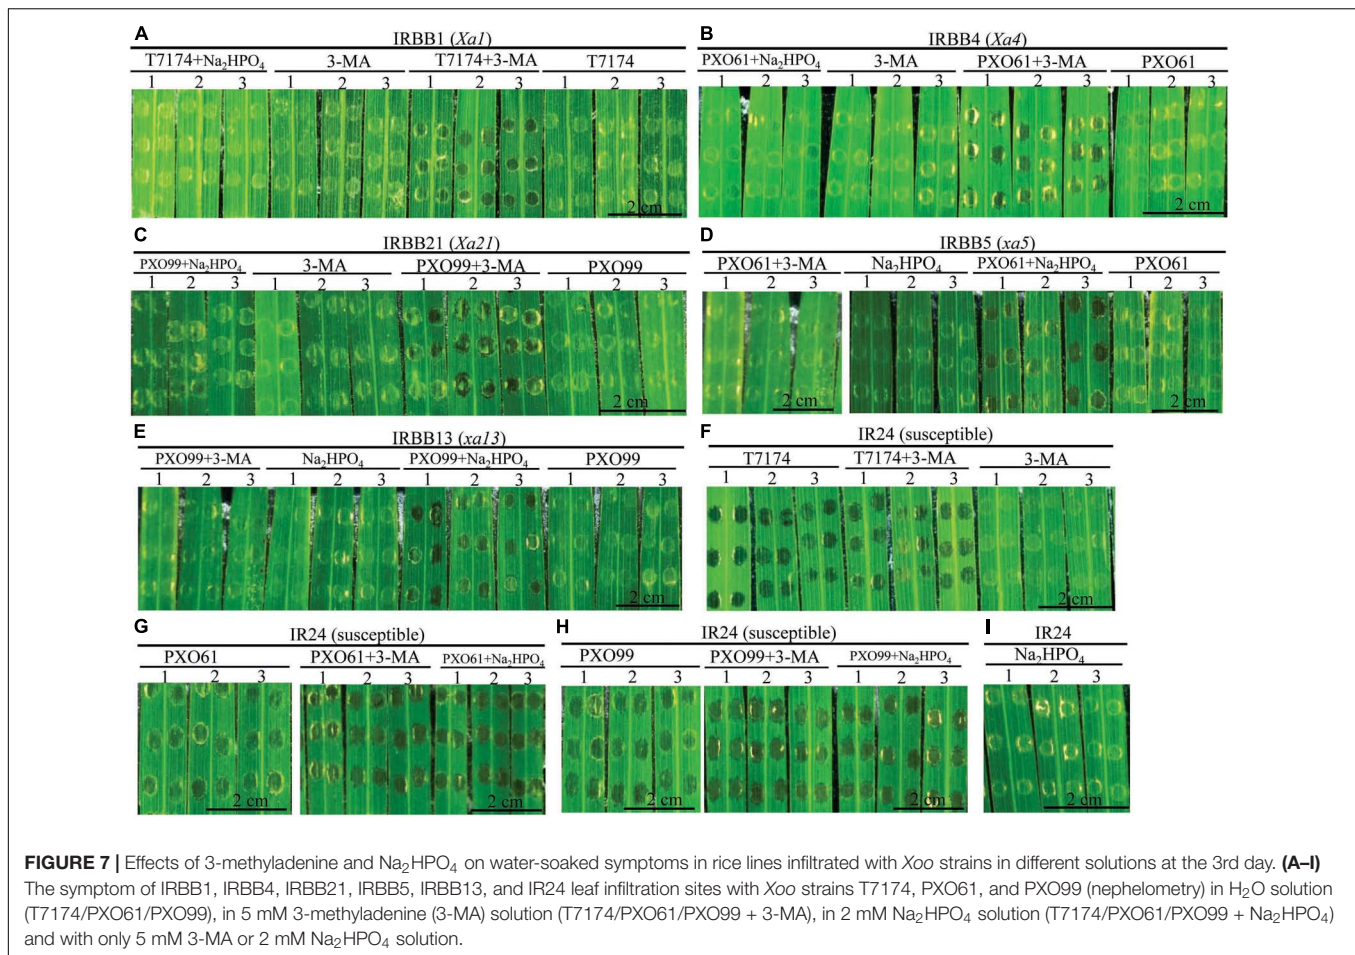 A
IRBB1 (Xa1)
T7174+Na₂HPO₄ 3-MA T7174+3-MA T7174
1 2 3 1 2 3 1 2 3 1 2 3
2 cm
B
IRBB4 (Xa4)
PXO61+Na₂HPO₄ 3-MA PXO61+3-MA PXO61
1 2 3 1 2 3 1 2 3 1 2 3
2 cm
C
IRBB21 (Xa21)
PXO99+Na₂HPO₄ 3-MA PXO99+3-MA PXO99
1 2 3 1 2 3 1 2 3 1 2 3
2 cm
D
IRBB5 (xa5)
PXO61+3-MA Na₂HPO₄ PXO61+Na₂HPO₄ PXO61
1 2 3 1 2 3 1 2 3 1 2 3
2 cm
2 cm
E
IRBB13 (xa13)
PXO99+3-MA Na₂HPO₄ PXO99+Na₂HPO₄ PXO99
1 2 3 1 2 3 1 2 3 1 2 3
2 cm
F
IR24 (susceptible)
T7174 T7174+3-MA 3-MA
1 2 3 1 2 3 1 2 3
2 cm
G
IR24 (susceptible)
PXO61 PXO61+3-MA PXO61+Na₂HPO₄
1 2 3 1 2 3 1 2 3
2 cm 2 cm
H
IR24 (susceptible)
PXO99 PXO99+3-MA PXO99+Na₂HPO₄
1 2 3 1 2 3 1 2 3
2 cm 2 cm
I
IR24
Na₂HPO₄
1 2 3
2 cm
FIGURE 7 | Effects of 3-methyladenine and Na₂HPO₄ on water-soaked symptoms in rice lines infiltrated with Xoo strains in different solutions at the 3rd day. (A–I)
The symptom of IRBB1, IRBB4, IRBB21, IRBB5, IRBB13, and IR24 leaf infiltration sites with Xoo strains T7174, PXO61, and PXO99 (nephelometry) in H₂O solution
(T7174/PXO61/PXO99), in 5 mM 3-methyladenine (3-MA) solution (T7174/PXO61/PXO99 + 3-MA), in 2 mM Na₂HPO₄ solution (T7174/PXO61/PXO99 + Na₂HPO₄)
and with only 5 mM 3-MA or 2 mM Na₂HPO₄ solution.